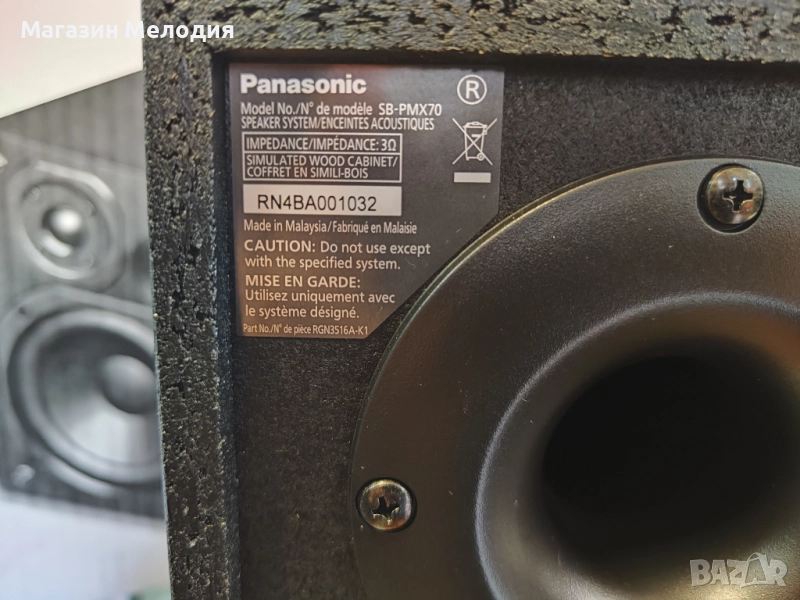 Магазин Мелодия
Panasonic
R
Model No./N° de modèle SB-PMX70
SPEAKER SYSTEM/ENCEINTES ACOUSTIQUES
IMPEDANCE/IMPÉDANCE: 3Ω
SIMULATED WOOD CABINET/
COFFRET EN SIMILI-BOIS
RN4BA001032
Made in Malaysia/Fabriqué en Malaisie
CAUTION: Do not use except
with the specified system.
MISE EN GARDE:
Utilisez uniquement avec
le système désigné.
Part No./N° de pièce RGN3516A-K1
BAZAR